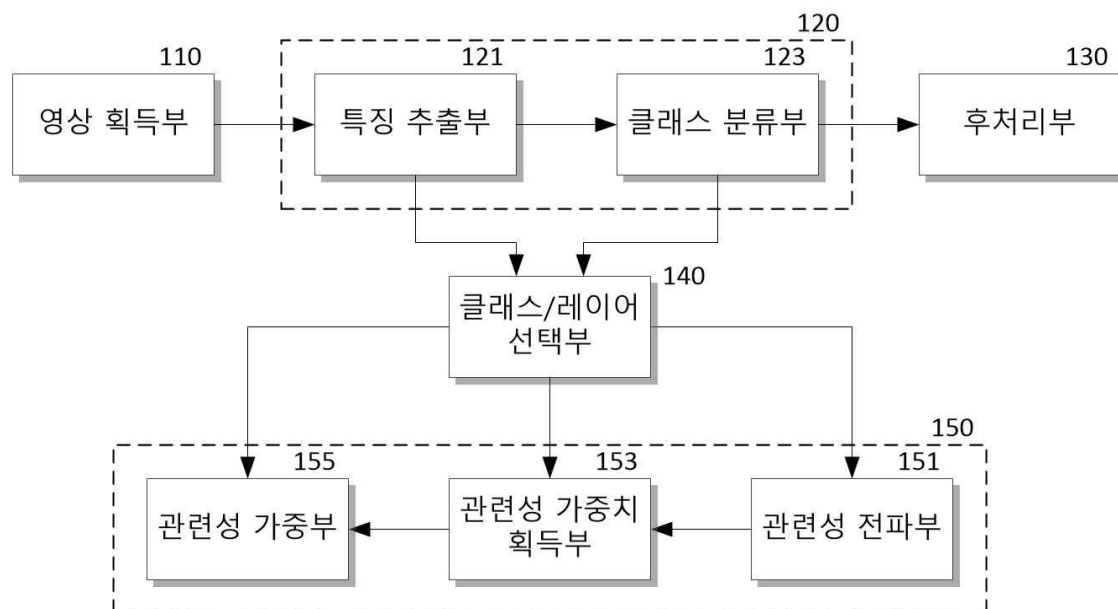 120
110
121
123
130
영상 획득부
특징 추출부
클래스 분류부
후처리부
140
클래스/레이어
선택부
150
155
153
151
관련성 가중부
관련성 가중치
획득부
관련성 전파부